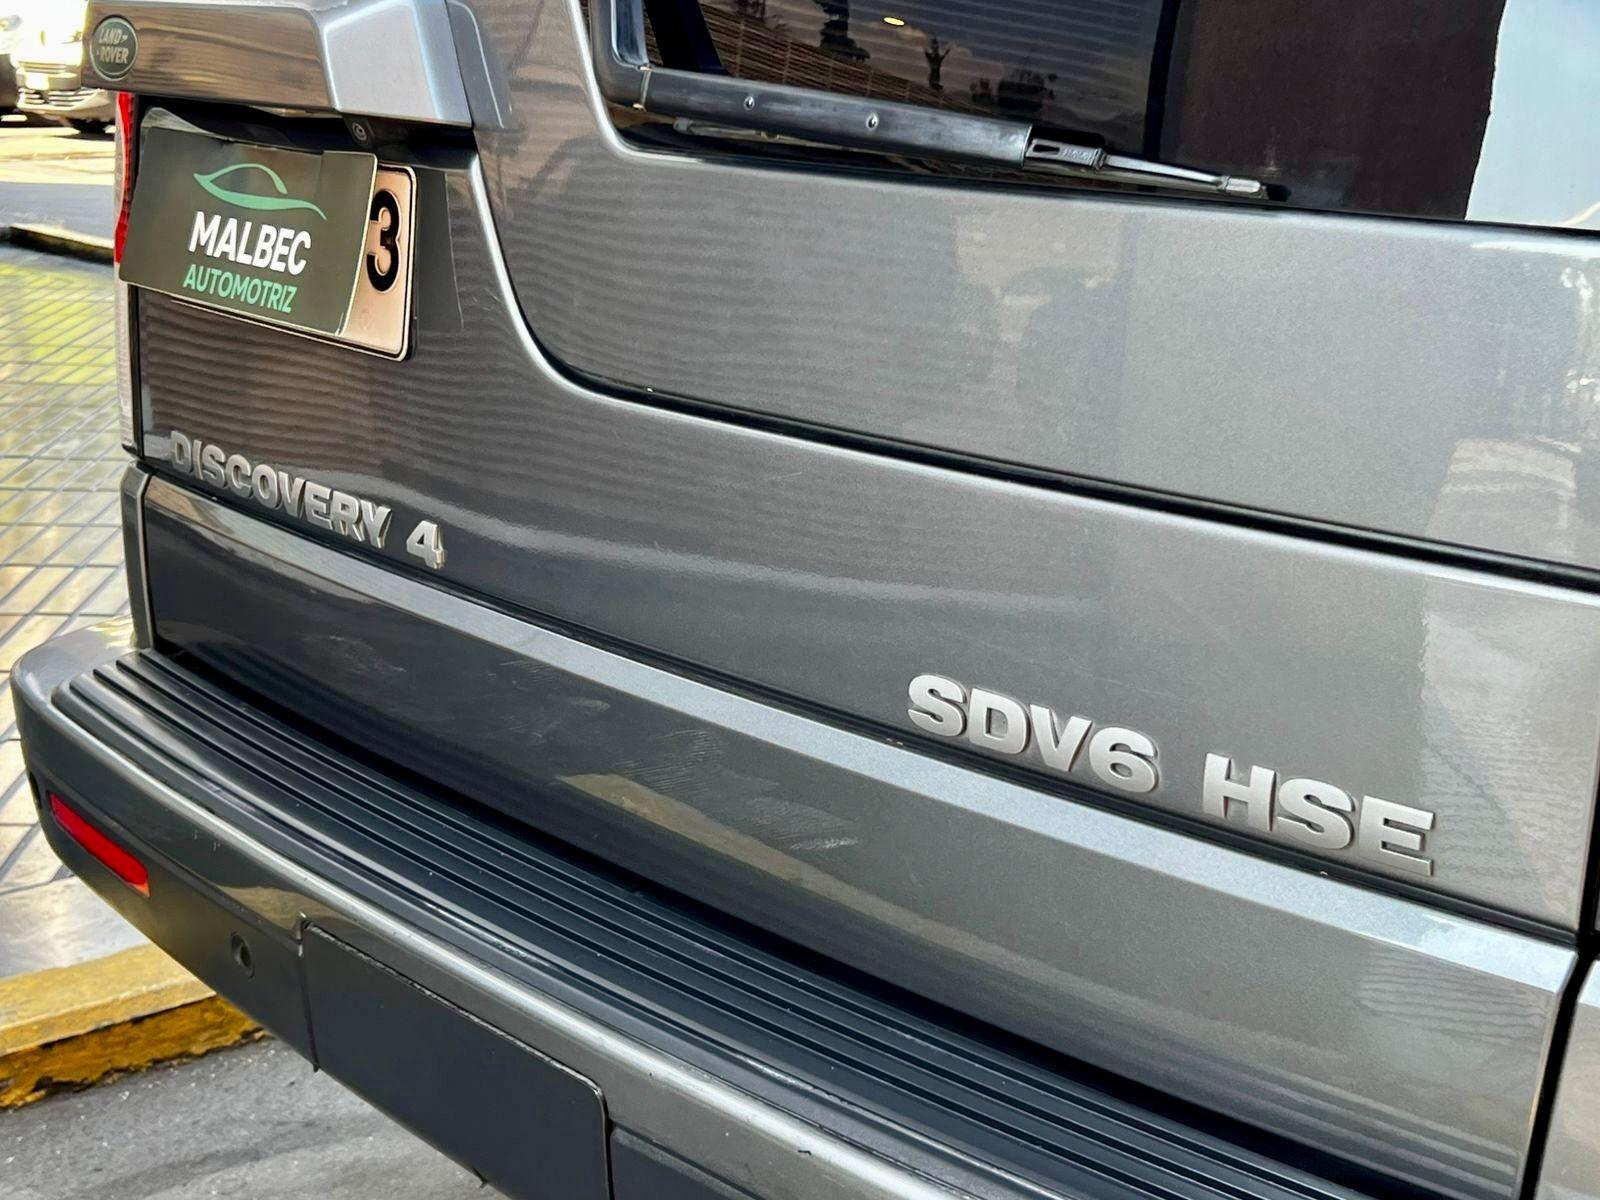 LAND-
ROVER
MALBEC
AUTOMOTRIZ
3
DISCOVERY 4
SDV6 HSE